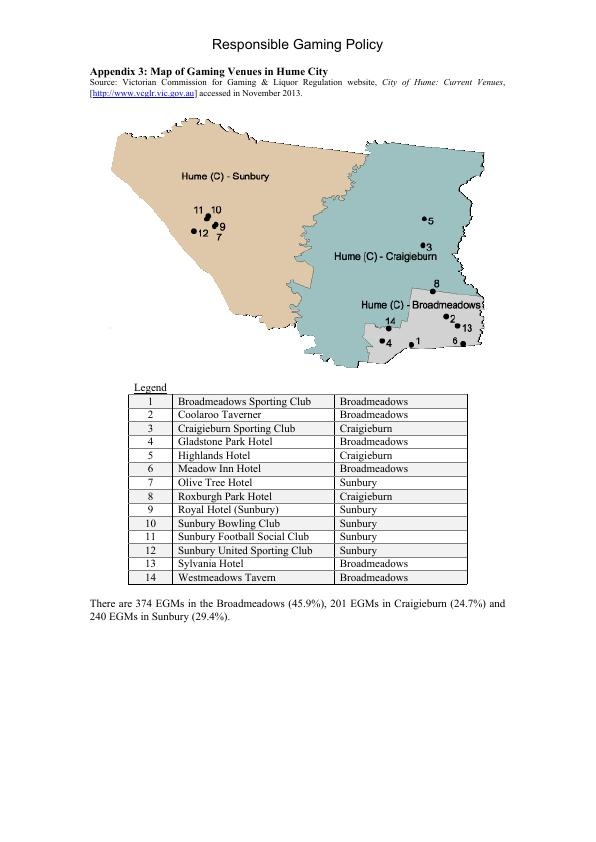 Responsible Gaming Policy
Appendix 3: Map of Gaming Venues in Hume City
Source: Victorian Commission for Gaming & Liquor Regulation website, City of Hume: Current Venues,
[http://www.vcglr.vic.gov.au] accessed in November 2013.
Hume (C) - Sunbury
11 10
9
12
7
5
3
Hume (C) - Craigieburn
8
Hume (C) - Broadmeadows
2
14
13
4
1
6
Legend
1 Broadmeadows Sporting Club Broadmeadows
2 Coolaroo Taverner Broadmeadows
3 Craigieburn Sporting Club Craigieburn
4 Gladstone Park Hotel Broadmeadows
5 Highlands Hotel Craigieburn
6 Meadow Inn Hotel Broadmeadows
7 Olive Tree Hotel Sunbury
8 Roxburgh Park Hotel Craigieburn
9 Royal Hotel (Sunbury) Sunbury
10 Sunbury Bowling Club Sunbury
11 Sunbury Football Social Club Sunbury
12 Sunbury United Sporting Club Sunbury
13 Sylvania Hotel Broadmeadows
14 Westmeadows Tavern Broadmeadows
There are 374 EGMs in the Broadmeadows (45.9%), 201 EGMs in Craigieburn (24.7%) and
240 EGMs in Sunbury (29.4%).